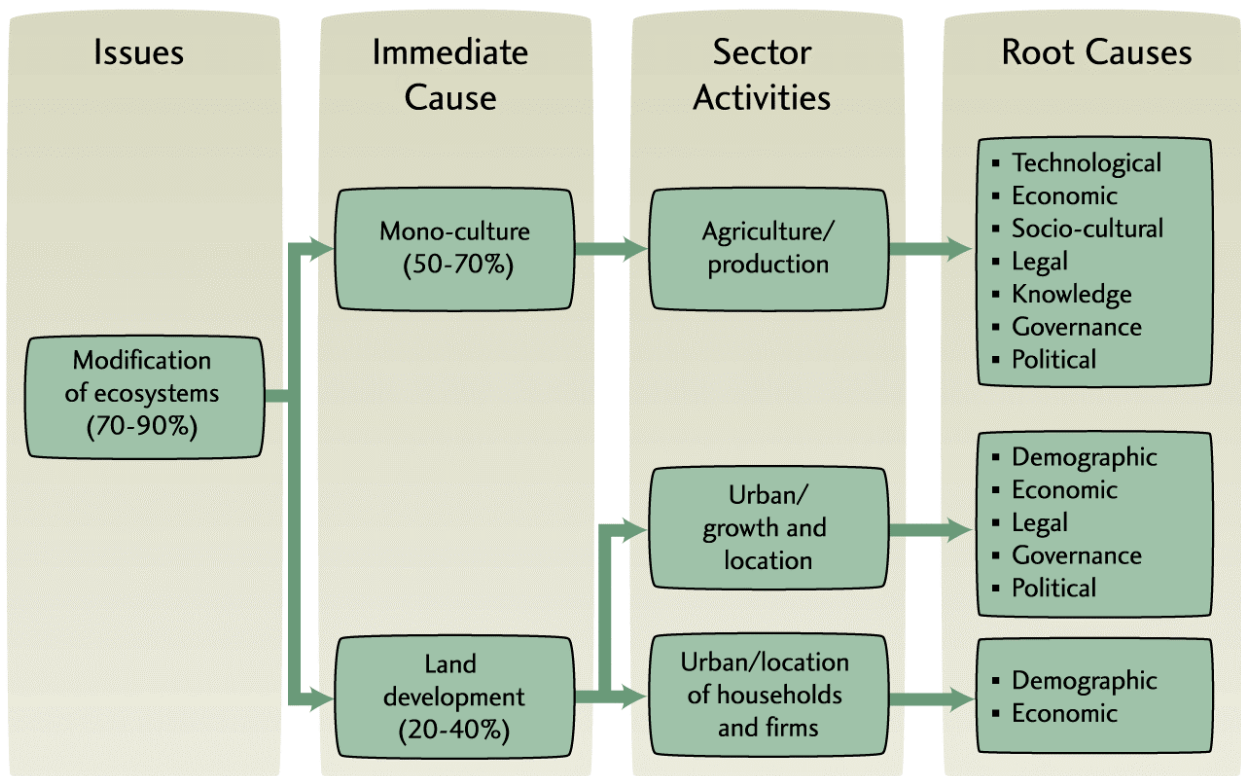 Issues
Immediate
Cause
Sector
Activities
Root Causes
Modification
of ecosystems
(70-90%)
Mono-culture
(50-70%)
Agriculture/
production
▪ Technological
▪ Economic
▪ Socio-cultural
▪ Legal
▪ Knowledge
▪ Governance
▪ Political
Urban/
growth and
location
▪ Demographic
▪ Economic
▪ Legal
▪ Governance
▪ Political
Land
development
(20-40%)
Urban/location
of households
and firms
▪ Demographic
▪ Economic